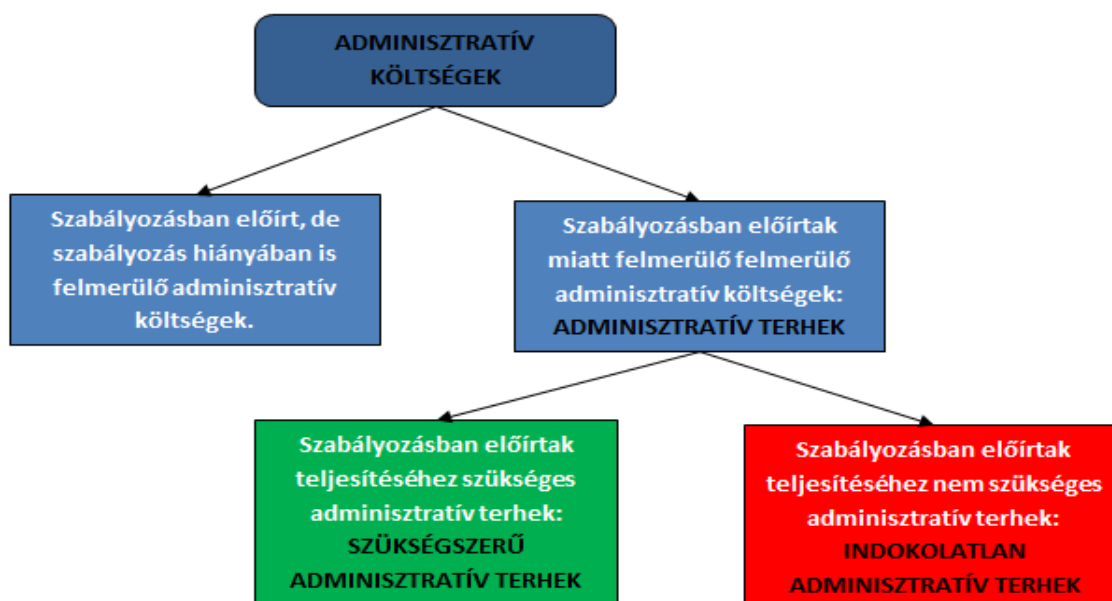 ADMINISZTRATÍV
KÖLTSÉGEK
Szabályozásban előírt, de
szabályozás hiányában is
felmerülő adminisztratív
költségek.
Szabályozásban előírtak
miatt felmerülő felmerülő
adminisztratív költségek:
ADMINISZTRATÍV TERHEK
Szabályozásban előírtak
teljesítéséhez szükséges
adminisztratív terhek:
SZÜKSÉGSZERŰ
ADMINISZTRATÍV TERHEK
Szabályozásban előírtak
teljesítéséhez nem szükséges
adminisztratív terhek:
INDOKOLATLAN
ADMINISZTRATÍV TERHEK